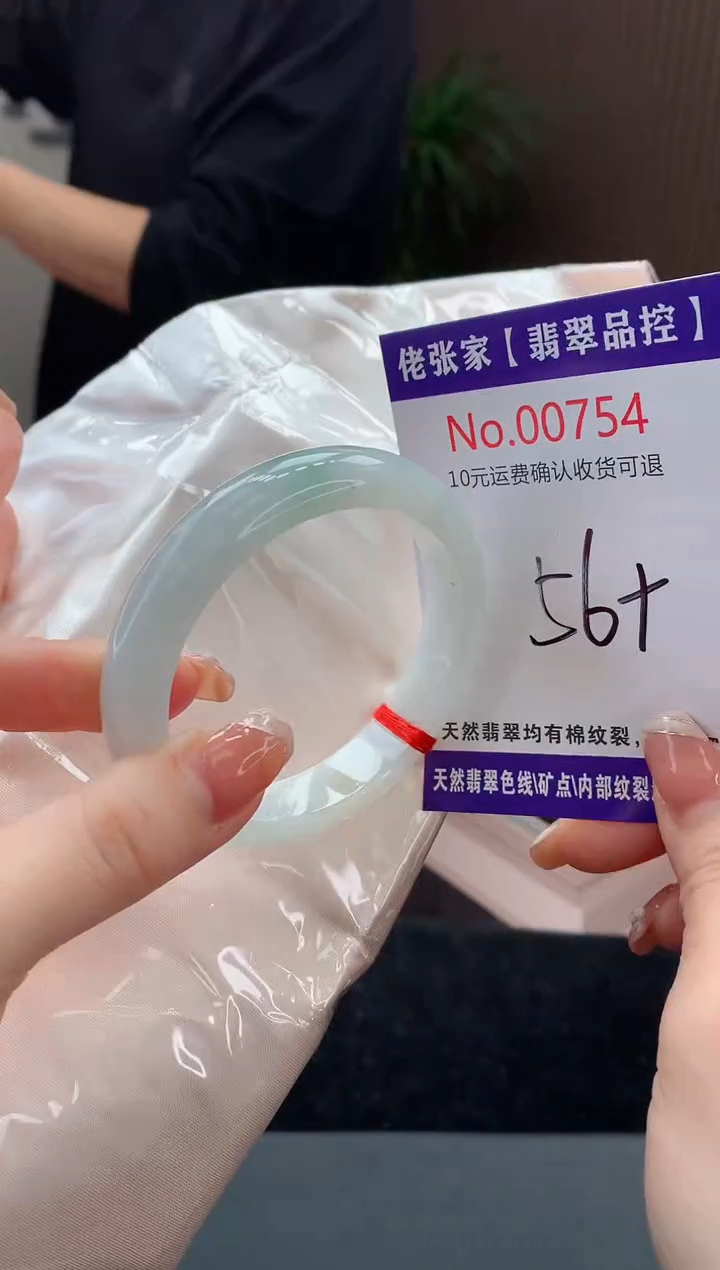 佬张家【翡翠品控】
No.00754
10元运费确认收货可退
56+
天然翡翠均有棉纹裂，
天然翡翠色线\矿点\内部纹裂